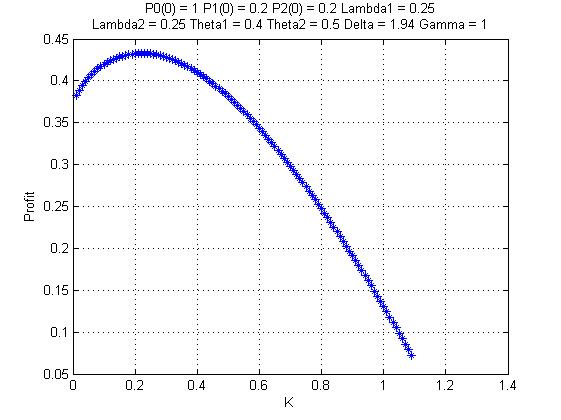 P0(0) = 1 P1(0) = 0.2 P2(0) = 0.2 Lambda1 = 0.25
Lambda2 = 0.25 Theta1 = 0.4 Theta2 = 0.5 Delta = 1.94 Gamma = 1
0.45
0.4
0.35
0.3
0.25
0.2
0.15
0.1
0.05
Profit
0 0.2 0.4 0.6 0.8 1 1.2 1.4
K